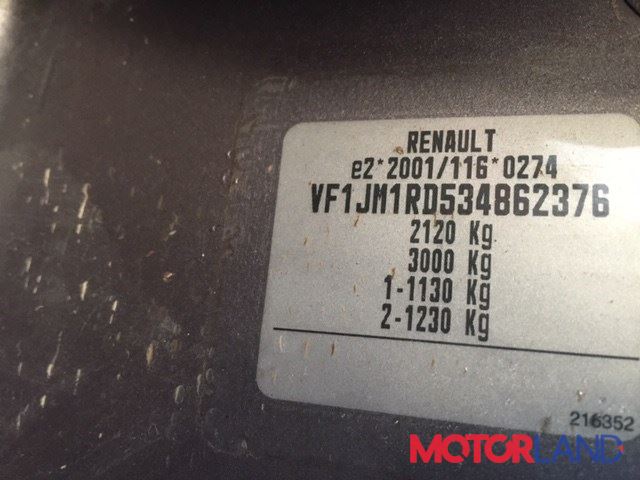 RENAULT
e2*2001/116*0274
VF1JM1RD534862376
2120 Kg
3000 Kg
1-1130 Kg
2-1230 Kg
216352
MOTORLAND